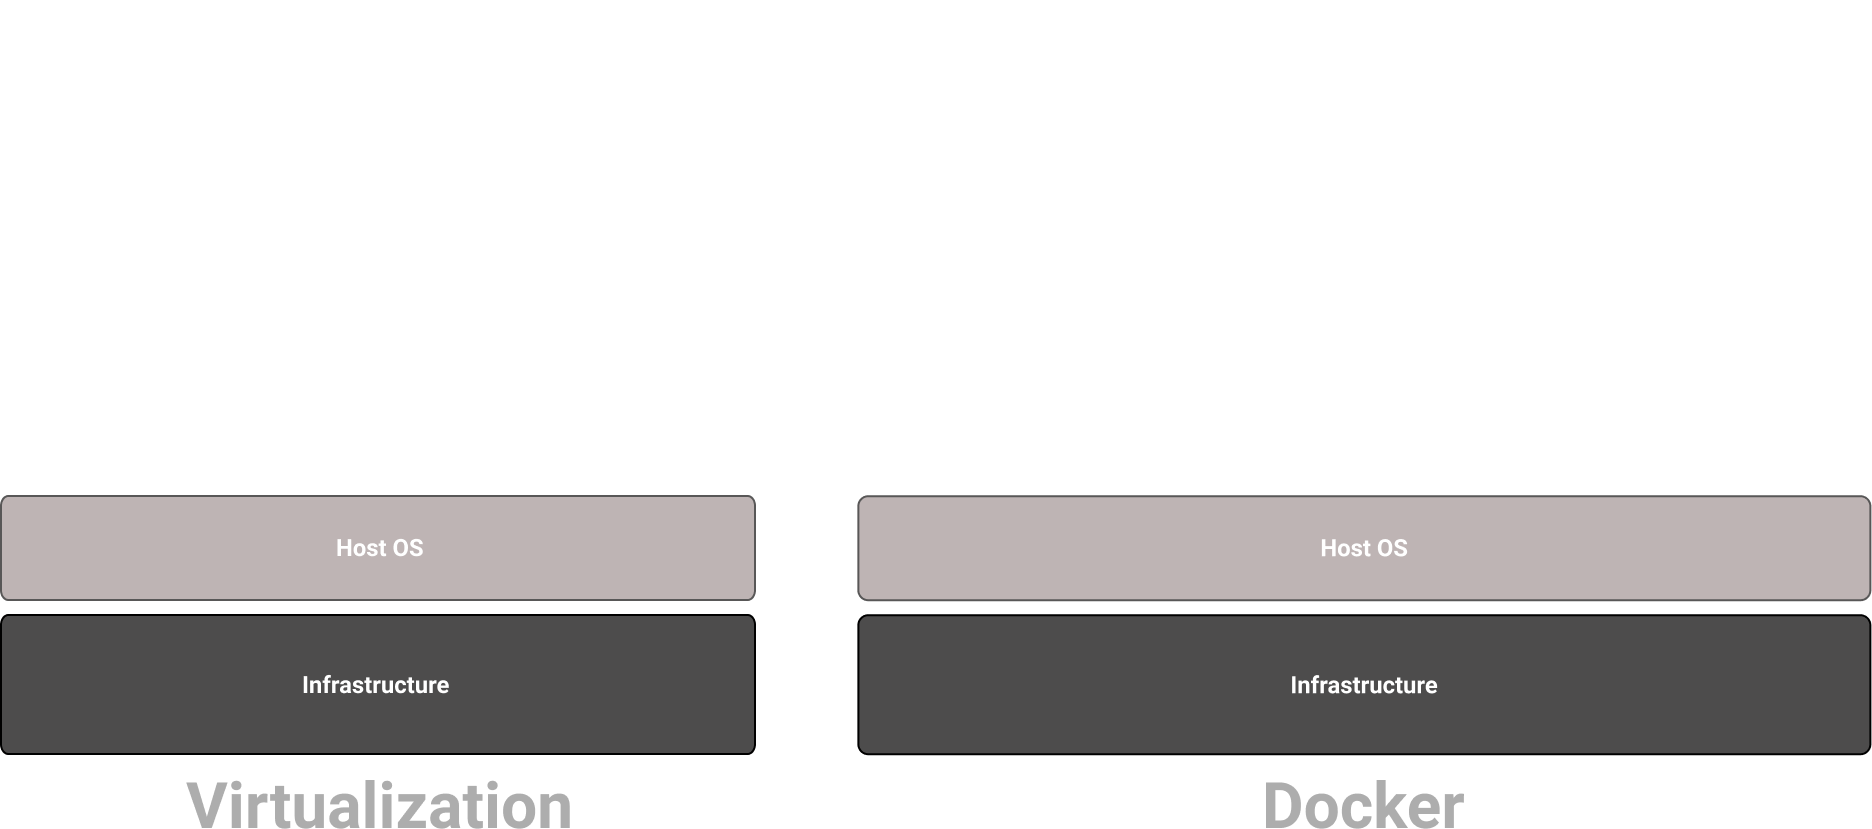 Host OS
Infrastructure
Virtualization
Host OS
Infrastructure
Docker